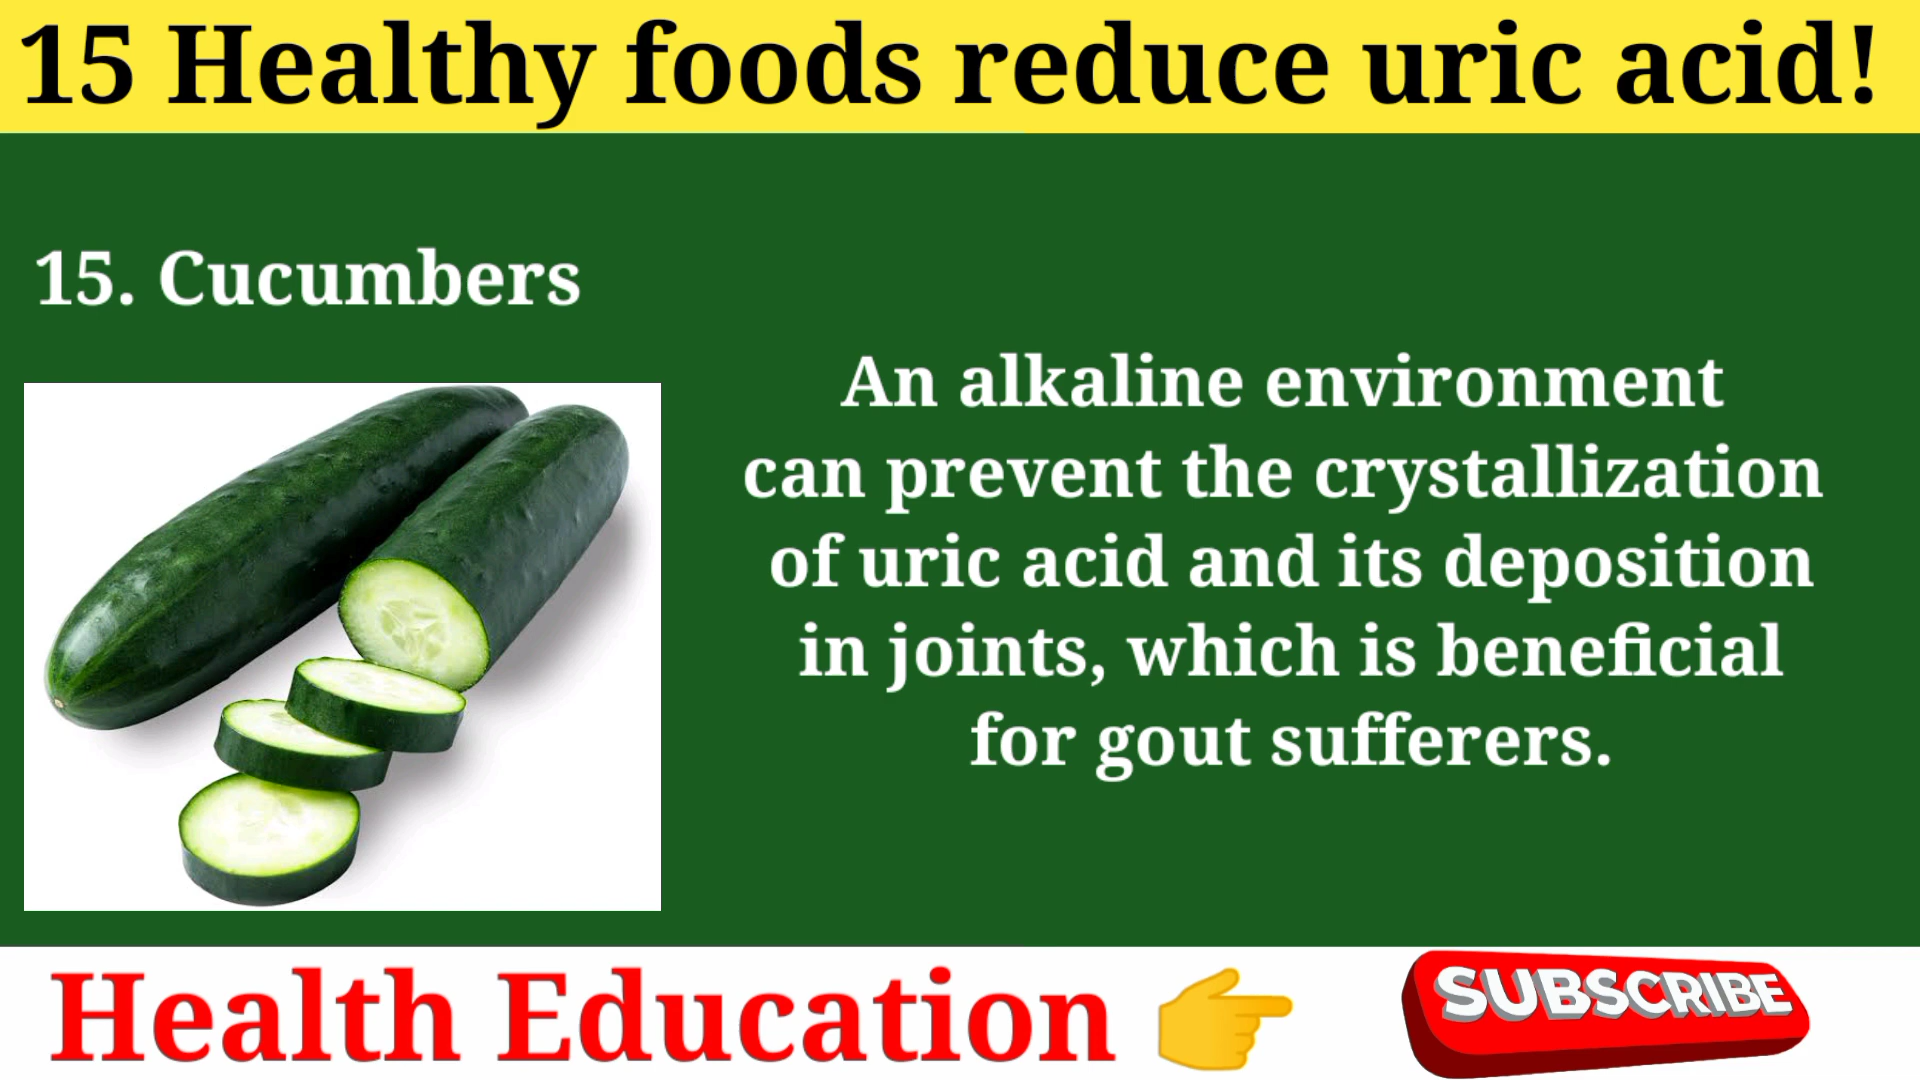 15 Healthy foods reduce uric acid!
15. Cucumbers
An alkaline environment
can prevent the crystallization
of uric acid and its deposition
in joints, which is beneficial
for gout sufferers.
Health Education
SUBSCRIBE